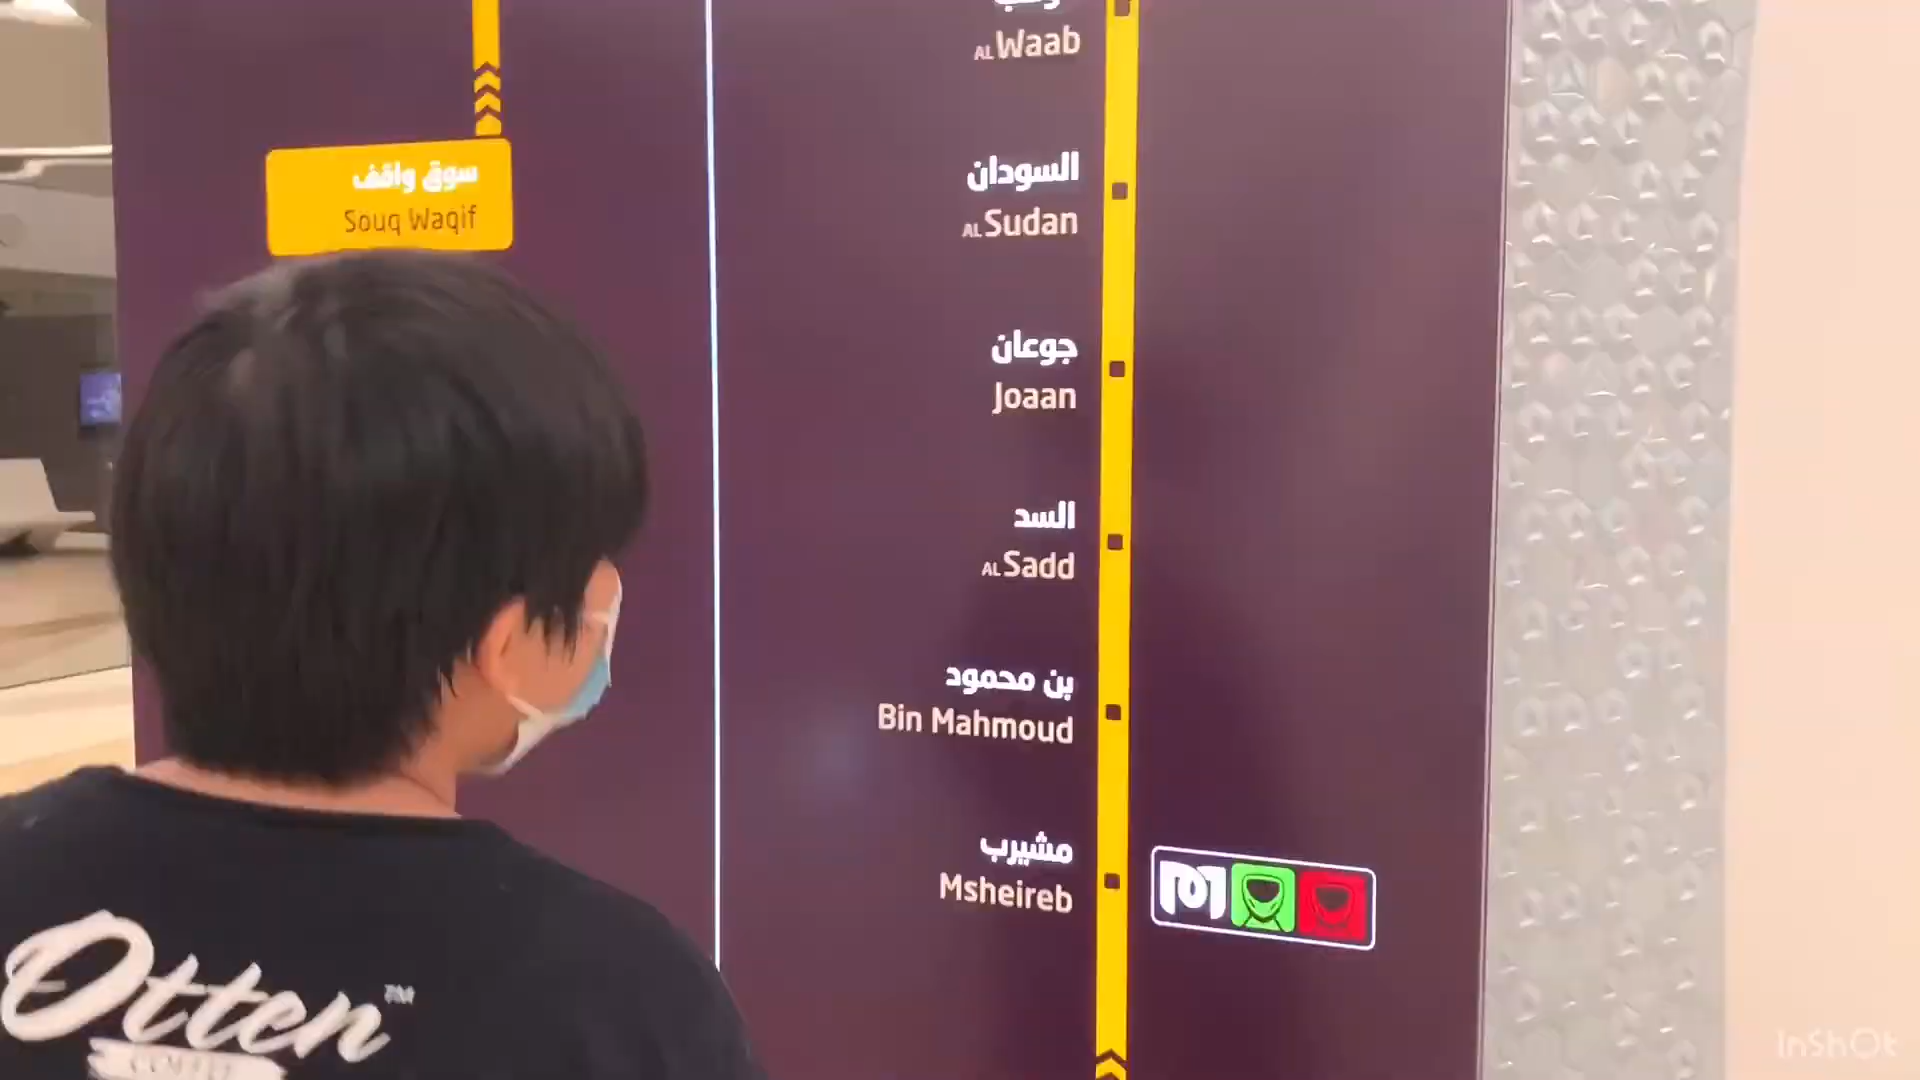 سوق واقف
Souq Waqif
AL Waab
السودان
AL Sudan
جوعان
Joaan
السد
AL Sadd
بن محمود
Bin Mahmoud
مشيرب
Msheireb
Otten™
InShOt